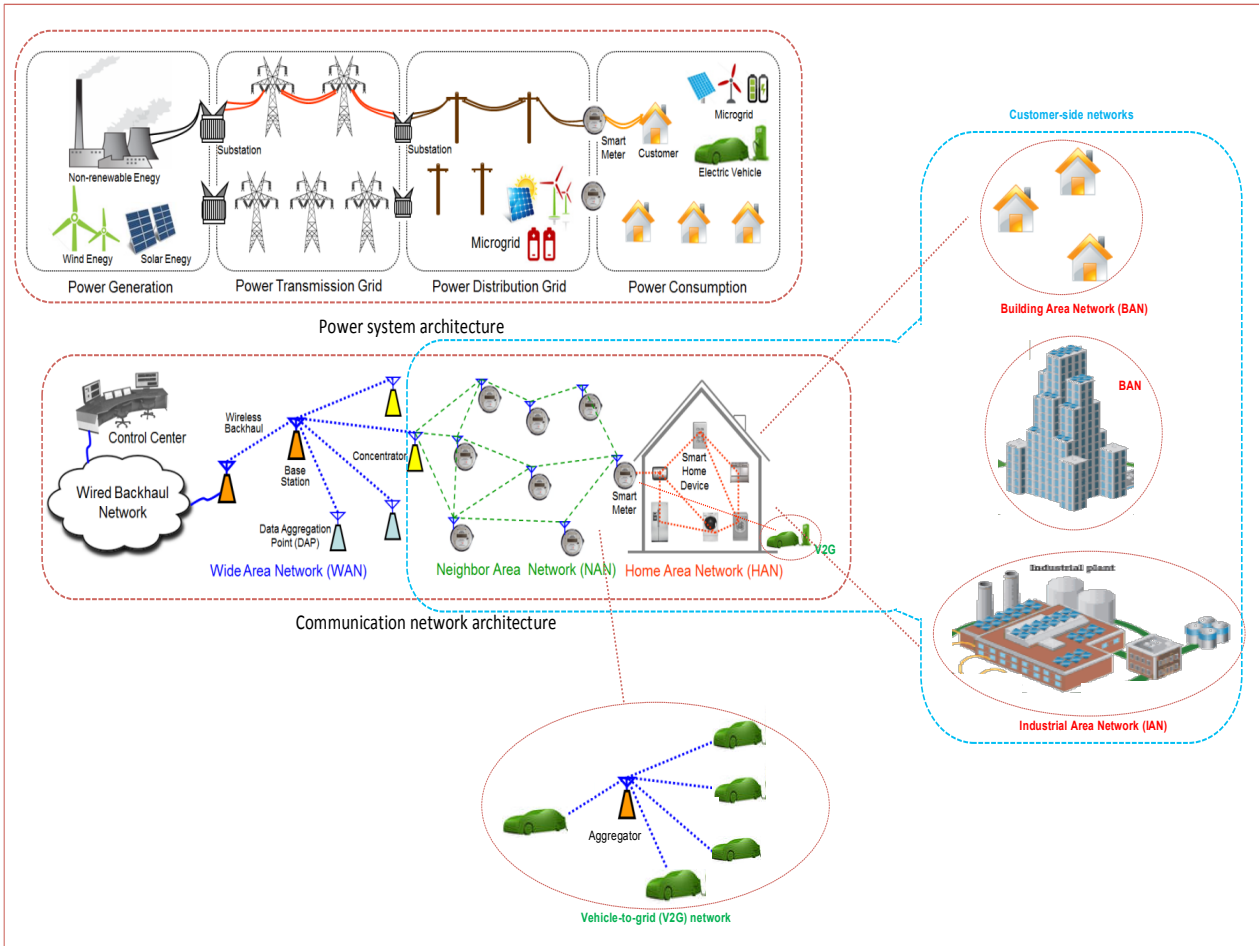 Microgrid
Substation
Substation
Smart
Meter
Customer
Non-renewable Enegy
Electric Vehicle
Wind Enegy
Solar Enegy
Microgrid
Power Generation
Power Transmission Grid
Power Distribution Grid
Power Consumption
Power system architecture
Customer-side networks
Building Area Network (BAN)
BAN
Control Center
Wireless
Backhaul
Base
Station
Concentrator
Wired Backhaul
Network
Data Aggregation
Point (DAP)
Smart
Meter
Smart
Home
Device
V2G
Wide Area Network (WAN)
Neighbor Area Network (NAN)
Home Area Network (HAN)
Communication network architecture
Industrial plant
Industrial Area Network (IAN)
Aggregator
Vehicle-to-grid (V2G) network